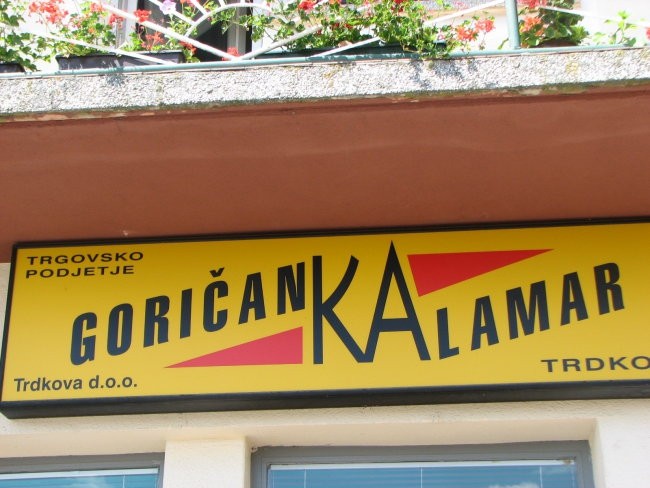 TRGOVSKO
PODJETJE
GORIČANKALAMAR
Trdkova d.o.o.
TRDKO